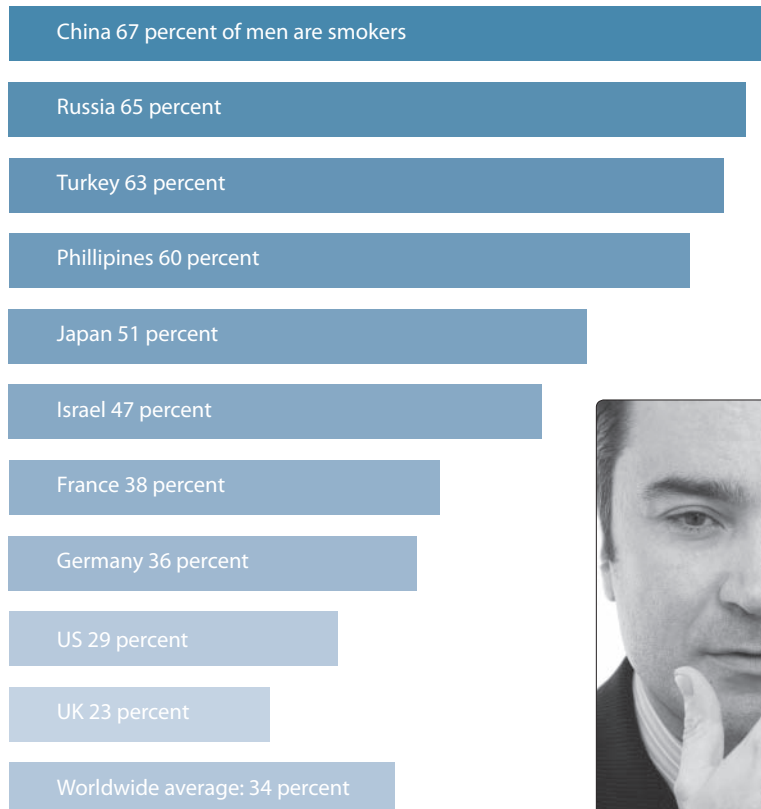 China 67 percent of men are smokers
Russia 65 percent
Turkey 63 percent
Phillipines 60 percent
Japan 51 percent
Israel 47 percent
France 38 percent
Germany 36 percent
US 29 percent
UK 23 percent
Worldwide average: 34 percent